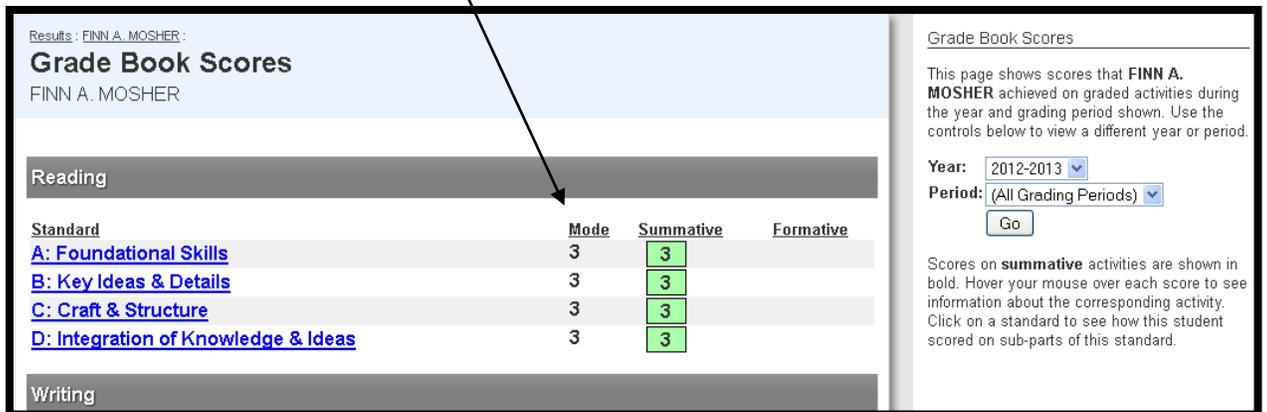 Results : FINN A. MOSHER :
Grade Book Scores
FINN A. MOSHER
Reading
Standard Mode Summative Formative
A: Foundational Skills 3 3
B: Key Ideas & Details 3 3
C: Craft & Structure 3 3
D: Integration of Knowledge & Ideas 3 3
Writing
Grade Book Scores
This page shows scores that FINN A.
MOSHER achieved on graded activities during
the year and grading period shown. Use the
controls below to view a different year or period.
Year: 2012-2013
Period: (All Grading Periods)
Go
Scores on summative activities are shown in
bold. Hover your mouse over each score to see
information about the corresponding activity.
Click on a standard to see how this student
scored on sub-parts of this standard.